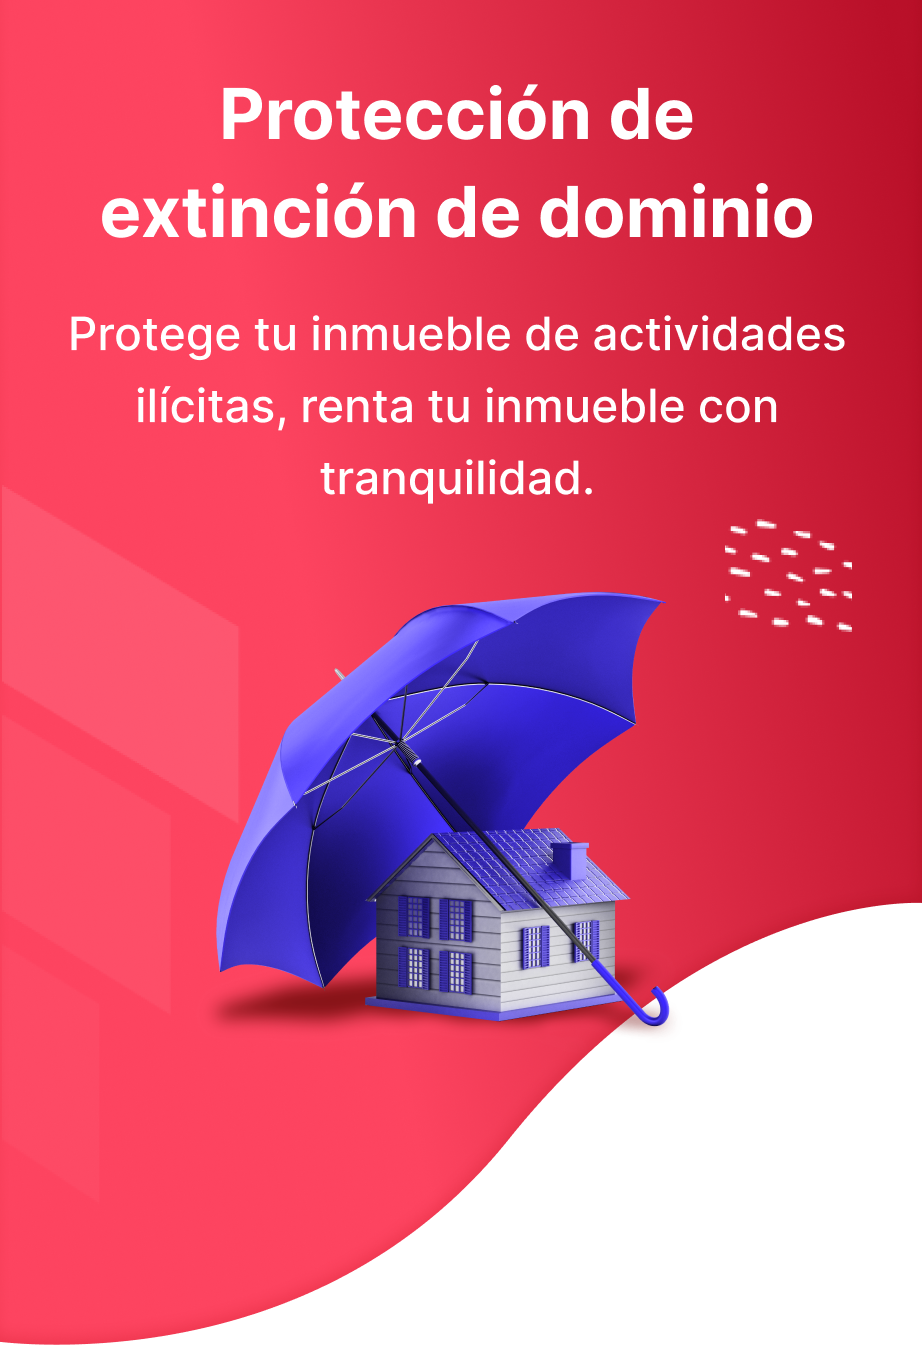 Protección de
extinción de dominio
Protege tu inmueble de actividades
ilícitas, renta tu inmueble con
tranquilidad.